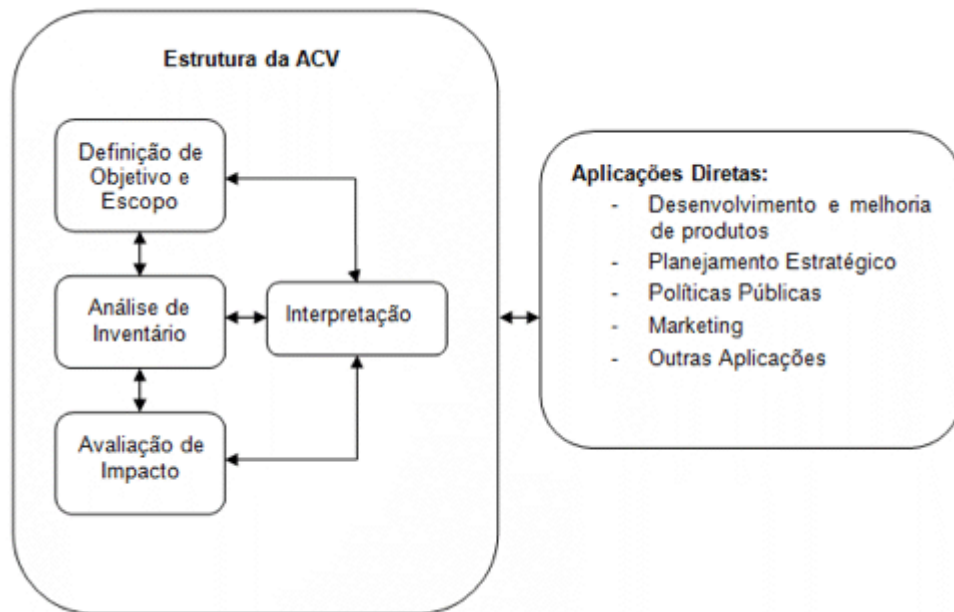 Estrutura da ACV
Definição de
Objetivo e
Escopo
Análise de
Inventário
Interpretação
Avaliação de
Impacto
Aplicações Diretas:
- Desenvolvimento e melhoria
de produtos
- Planejamento Estratégico
- Políticas Públicas
- Marketing
- Outras Aplicações